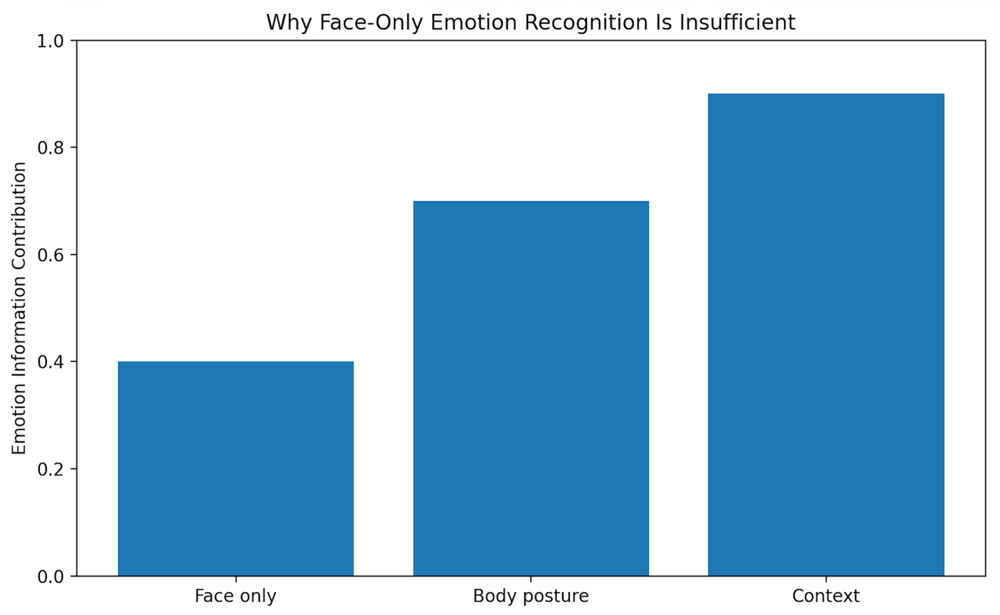 Why Face-Only Emotion Recognition Is Insufficient
Emotion Information Contribution
1.0
0.8
0.6
0.4
0.2
0.0
Face only
Body posture
Context